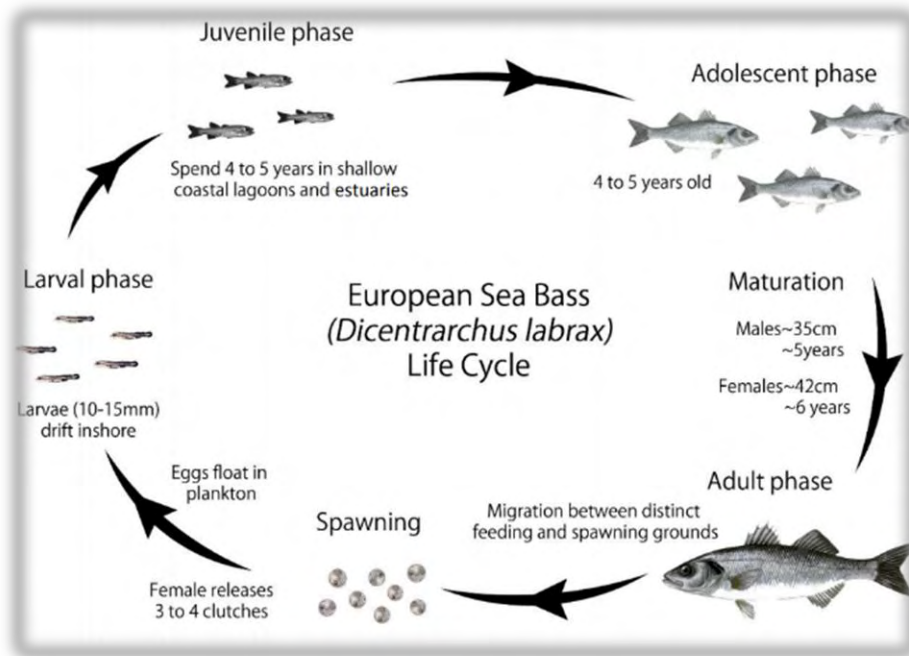 Juvenile phase
Spend 4 to 5 years in shallow
coastal lagoons and estuaries
Adolescent phase
4 to 5 years old
Larval phase
Larvae (10-15mm)
drift inshore
European Sea Bass
(Dicentrarchus labrax)
Life Cycle
Maturation
Males~35cm
~5years
Females~42cm
~6 years
Adult phase
Migration between distinct
feeding and spawning grounds
Spawning
Eggs float in
plankton
Female releases
3 to 4 clutches